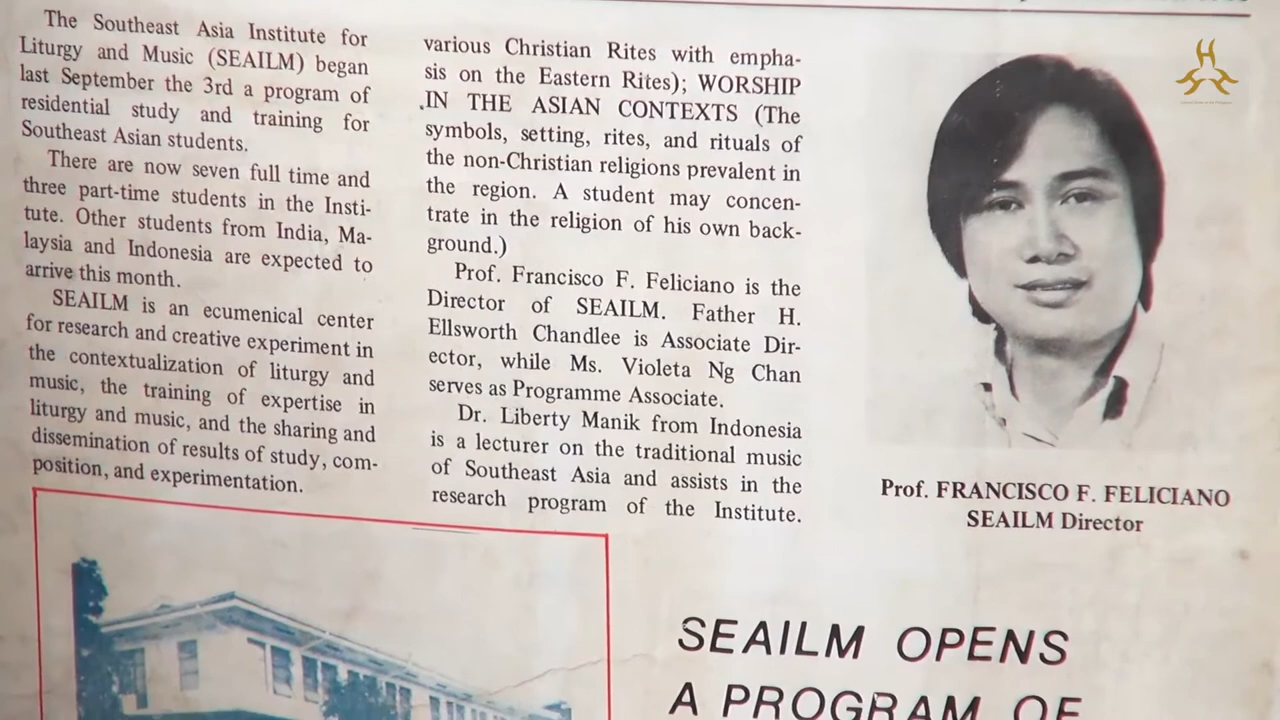 The Southeast Asia Institute for
Liturgy and Music (SEAILM) began
last September the 3rd a program of
residential study and training for
Southeast Asian students.
There are now seven full time and
three part-time students in the Insti-
tute. Other students from India, Ma-
laysia and Indonesia are expected to
arrive this month.
SEAILM is an ecumenical center
for research and creative experiment in
the contextualization of liturgy and
music, the training of expertise in
liturgy and music, and the sharing and
dissemination of results of study, com-
position, and experimentation.
various Christian Rites with empha-
sis on the Eastern Rites); WORSHIP
IN THE ASIAN CONTEXTS (The
symbols, setting, rites, and rituals of
the non-Christian religions prevalent in
the region. A student may concen-
trate in the religion of his own back-
ground.)
Prof. Francisco F. Feliciano is the
Director of SEAILM. Father H.
Ellsworth Chandlee is Associate Dir-
ector, while Ms. Violeta Ng Chan
serves as Programme Associate.
Dr. Liberty Manik from Indonesia
is a lecturer on the traditional music
of Southeast Asia and assists in the
research program of the Institute.
Prof. FRANCISCO F. FELICIANO
SEAILM Director
SEAILM OPENS
A PROGRAM OF